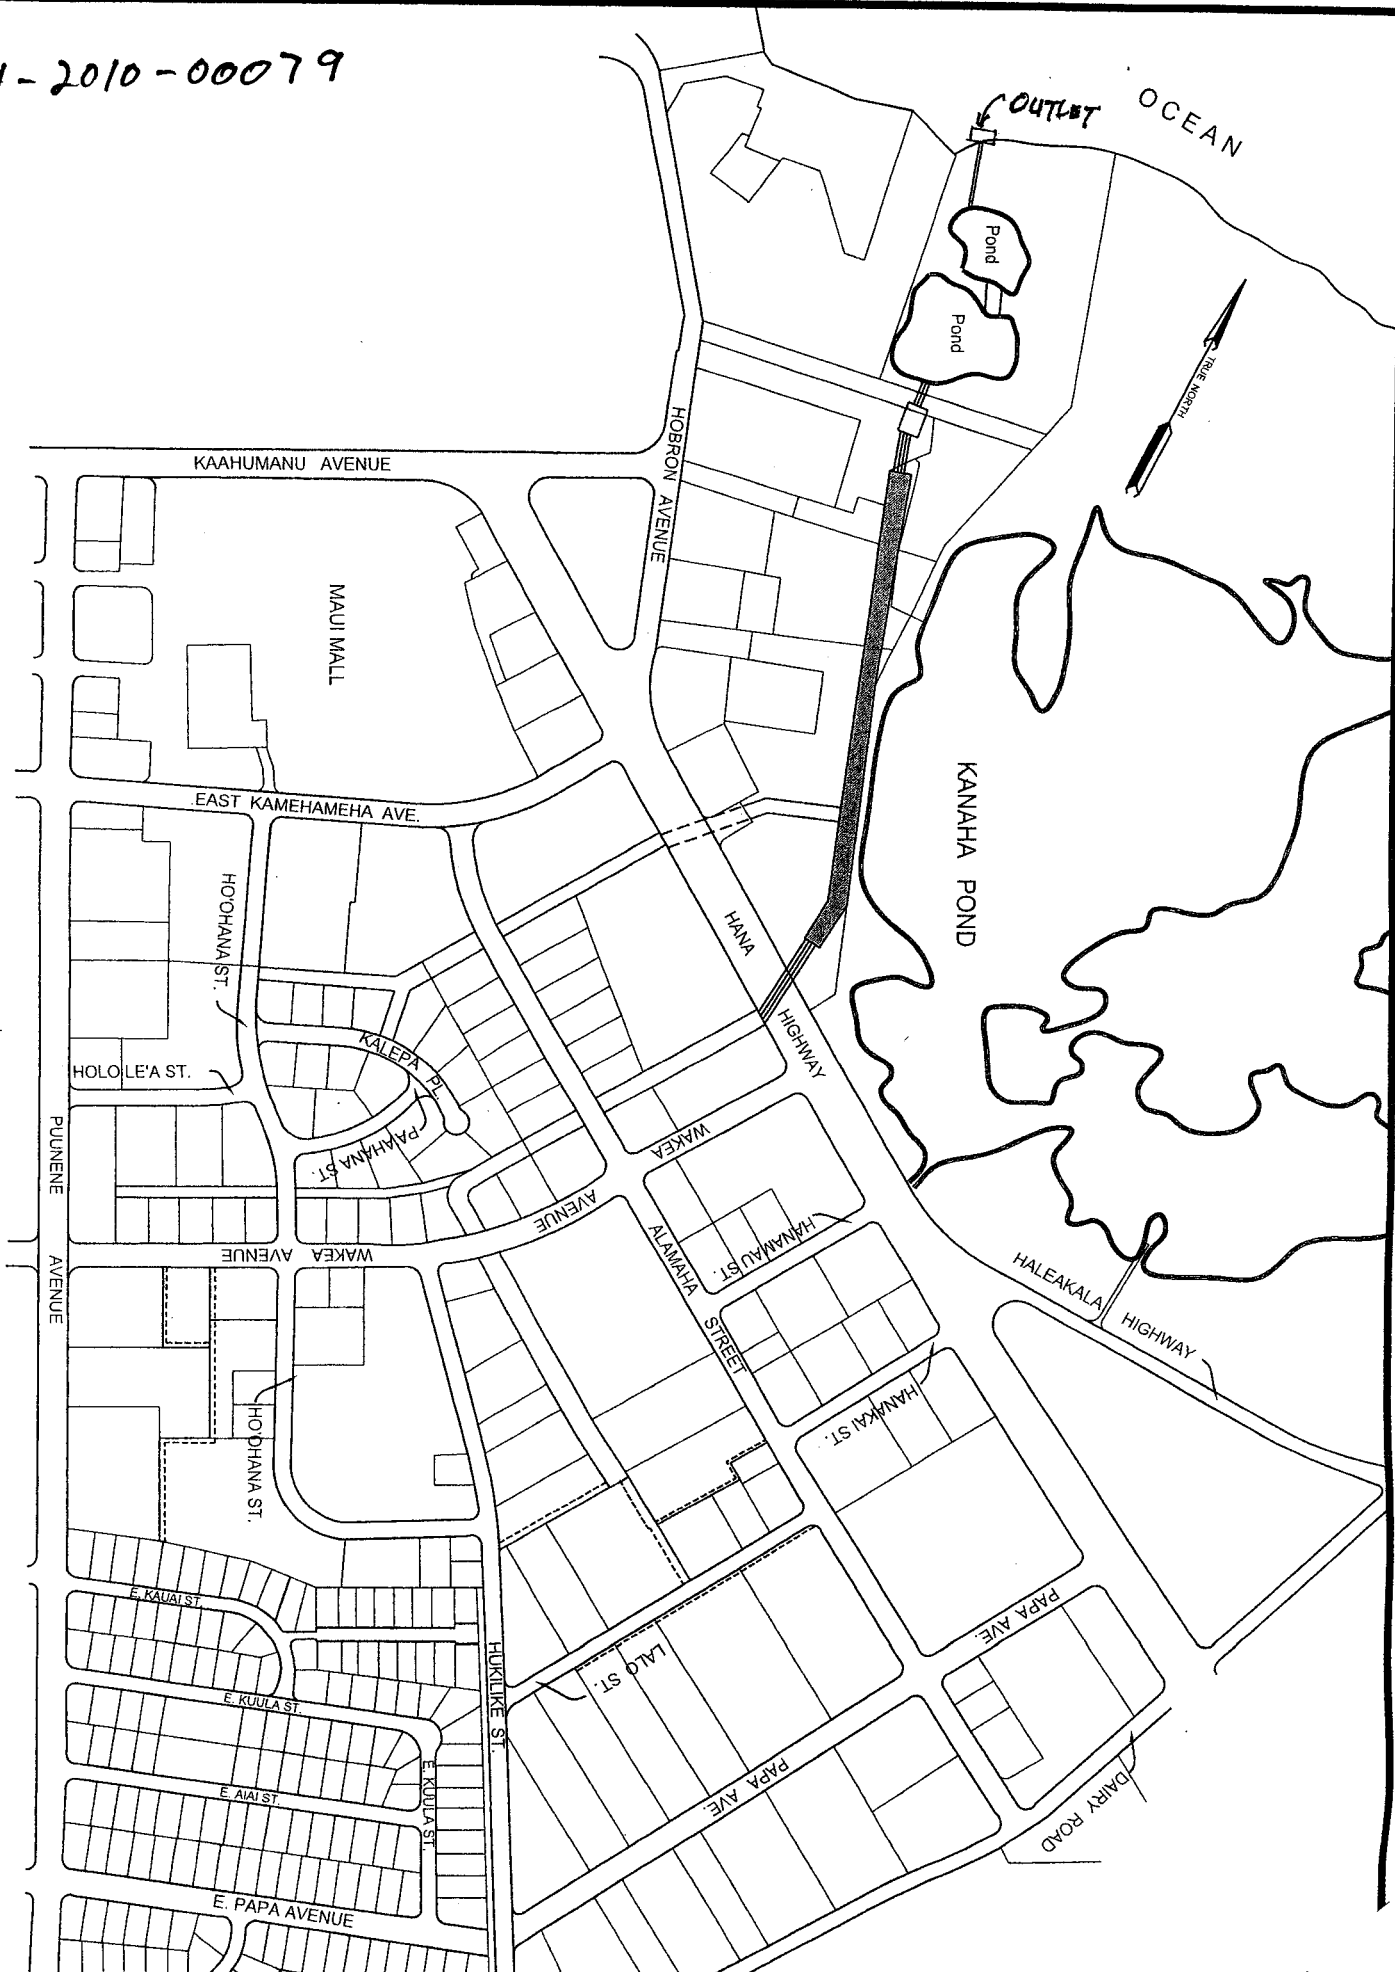 -2010-00079
OUTLET
OCEAN
Pond
Pond
TRUE NORTH
HOBRON AVENUE
KAAHUMANU AVENUE
MAUI MALL
KANAHA POND
EAST KAMEHAMEHA AVE.
HO'OHANA ST.
HANA HIGHWAY
KALEPA PL.
HOLO LE'A ST.
PA'AHANA ST.
WAKEA
AVENUE
PUUNENE AVENUE
WAKEA AVENUE
ALAMAHA STREET
HANAMAU ST.
HALEAKALA HIGHWAY
HANAKAI ST.
HO'OHANA ST.
E. KAUAI ST.
PAPA AVE.
LALO ST.
HUKILIKE ST.
E. KUULA ST.
E. KUULA ST.
E. AIAI ST.
PAPA AVE.
DAIRY ROAD
E. PAPA AVENUE